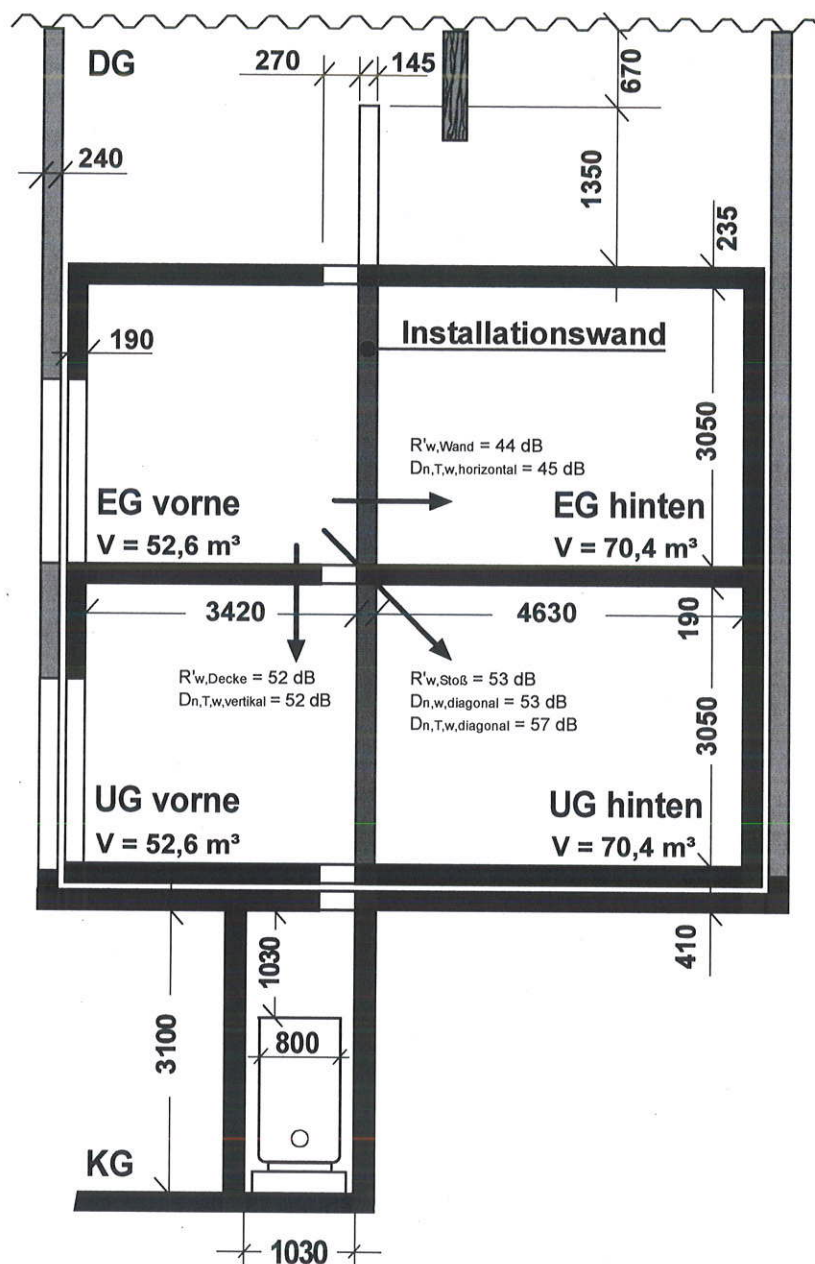 DG
270
145
670
240
1350
235
190
Installationswand
3050
R'w,Wand = 44 dB
Dn,T,w,horizontal = 45 dB
EG vorne
V = 52,6 m³
EG hinten
V = 70,4 m³
3420
4630
190
R'w,Decke = 52 dB
Dn,T,w,vertikal = 52 dB
R'w,Stoß = 53 dB
Dn,w,diagonal = 53 dB
Dn,T,w,diagonal = 57 dB
3050
UG vorne
V = 52,6 m³
UG hinten
V = 70,4 m³
410
1030
3100
800
KG
1030